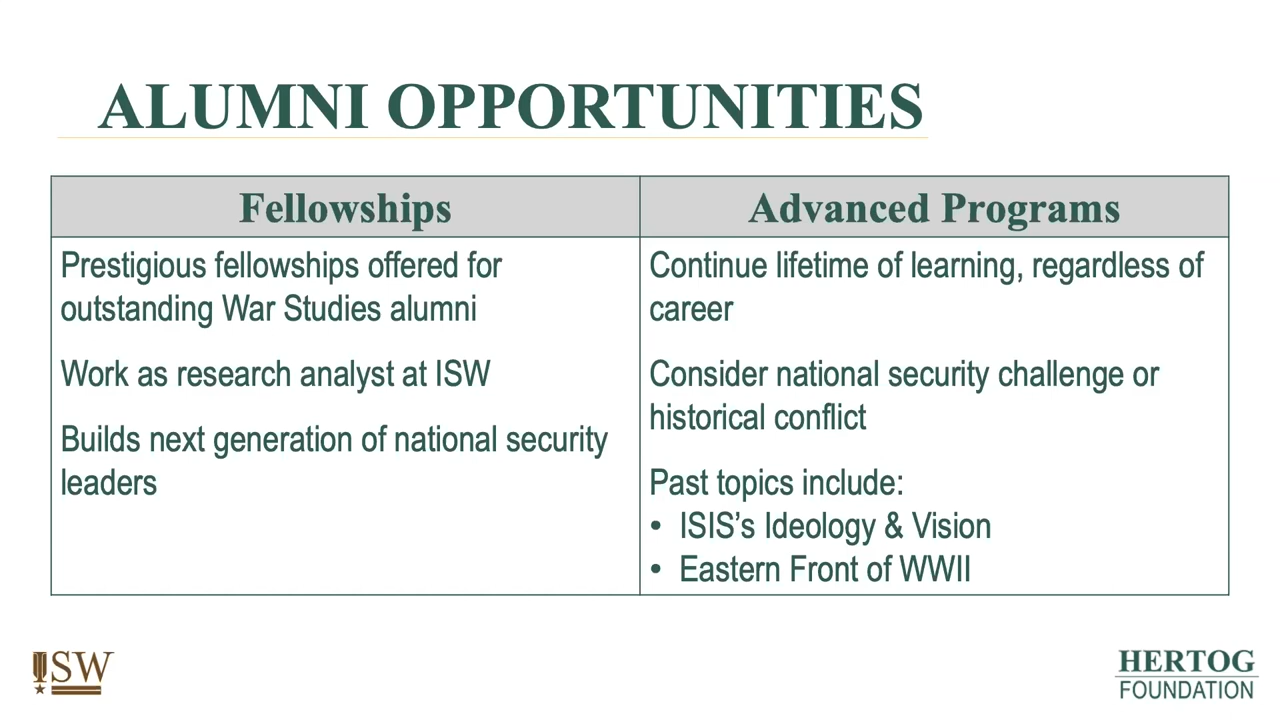 ALUMNI OPPORTUNITIES
Fellowships
Prestigious fellowships offered for
outstanding War Studies alumni
Work as research analyst at ISW
Builds next generation of national security
leaders
Advanced Programs
Continue lifetime of learning, regardless of
career
Consider national security challenge or
historical conflict
Past topics include:
• ISIS’s Ideology & Vision
• Eastern Front of WWII
ISW
HERTOG
FOUNDATION